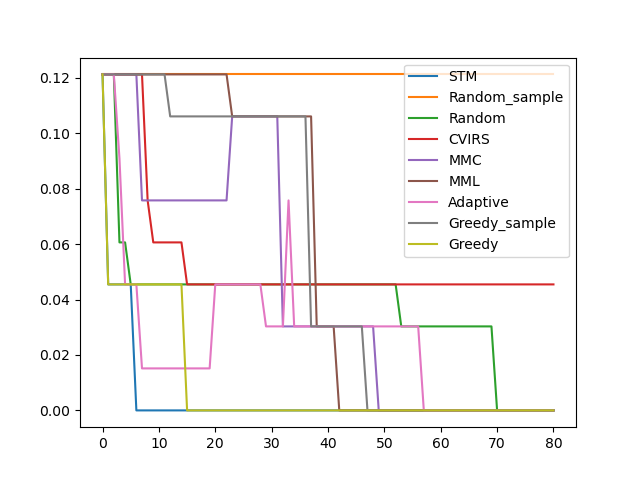 0.12
0.10
0.08
0.06
0.04
0.02
0.00
0 10 20 30 40 50 60 70 80
STM
Random_sample
Random
CVIRS
MMC
MML
Adaptive
Greedy_sample
Greedy